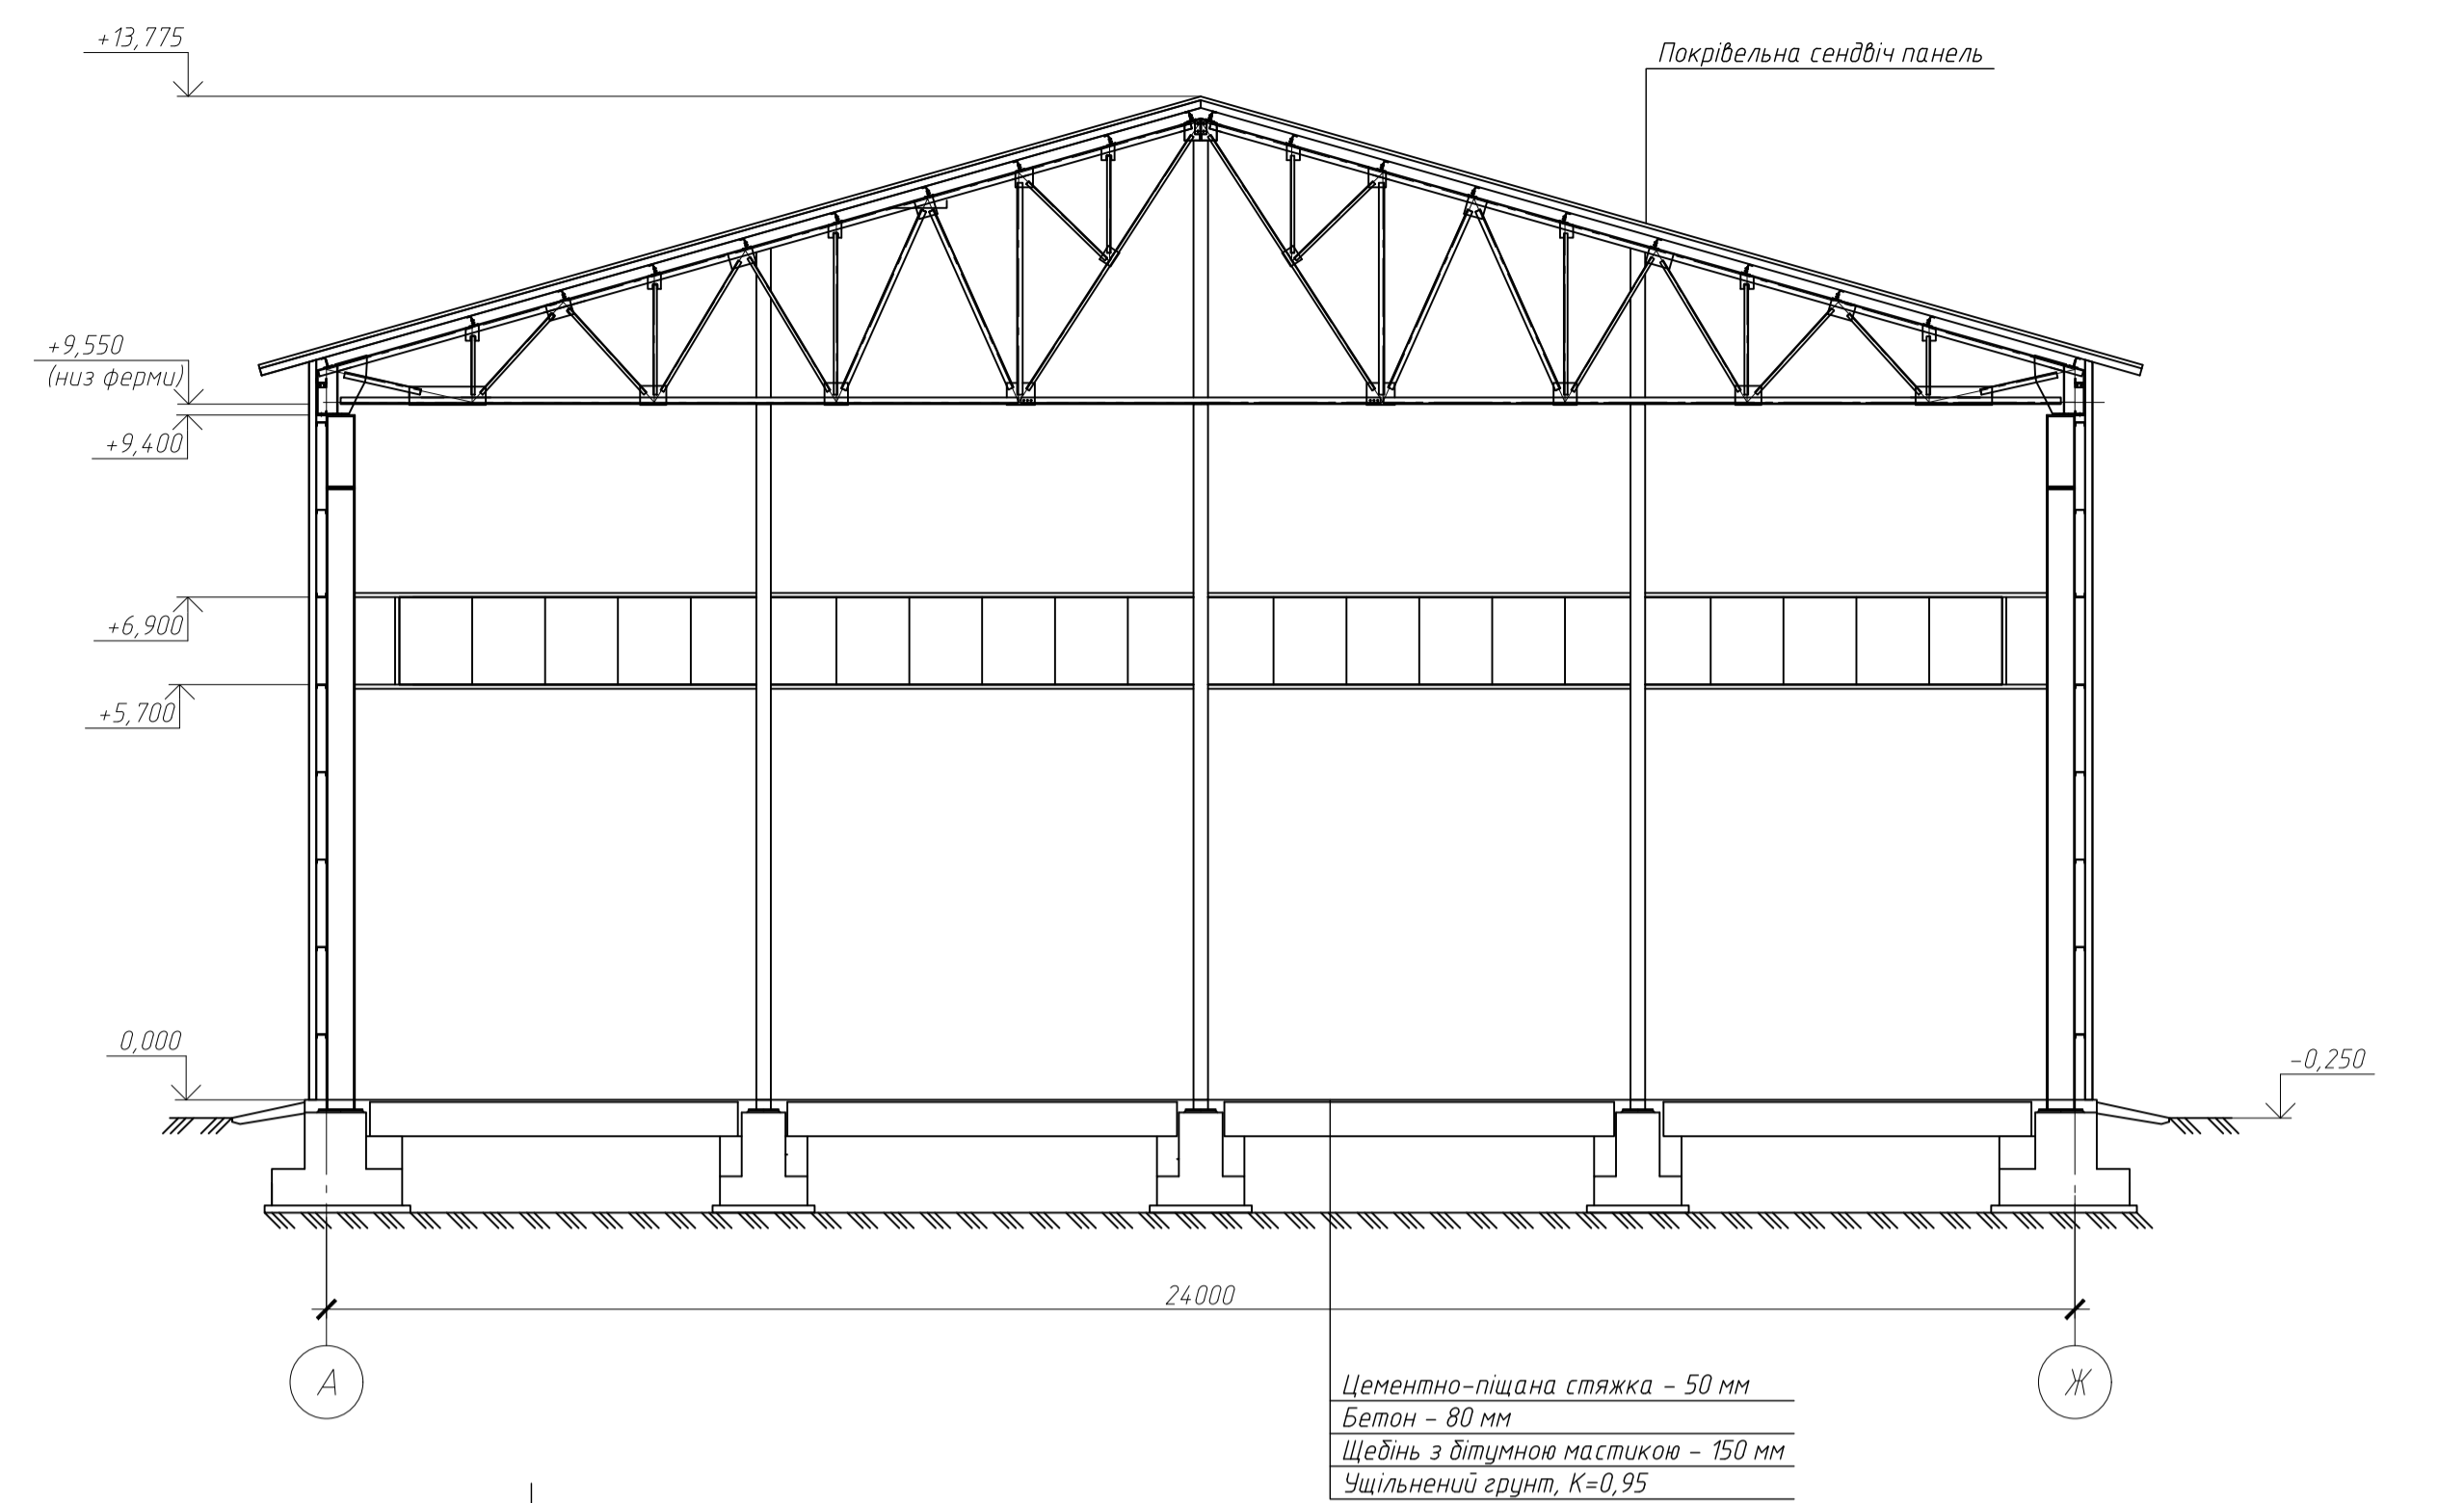 +13,775
Покрівельна сендвіч панель
+9,550
(низ ферми)
+9,400
+6,900
+5,700
0,000
-0,250
24000
А
Ж
Цементно-піщана стяжка - 50 мм
Бетон - 80 мм
Щебінь з бітумною мастикою - 150 мм
Ущільнений грунт, К=0,95